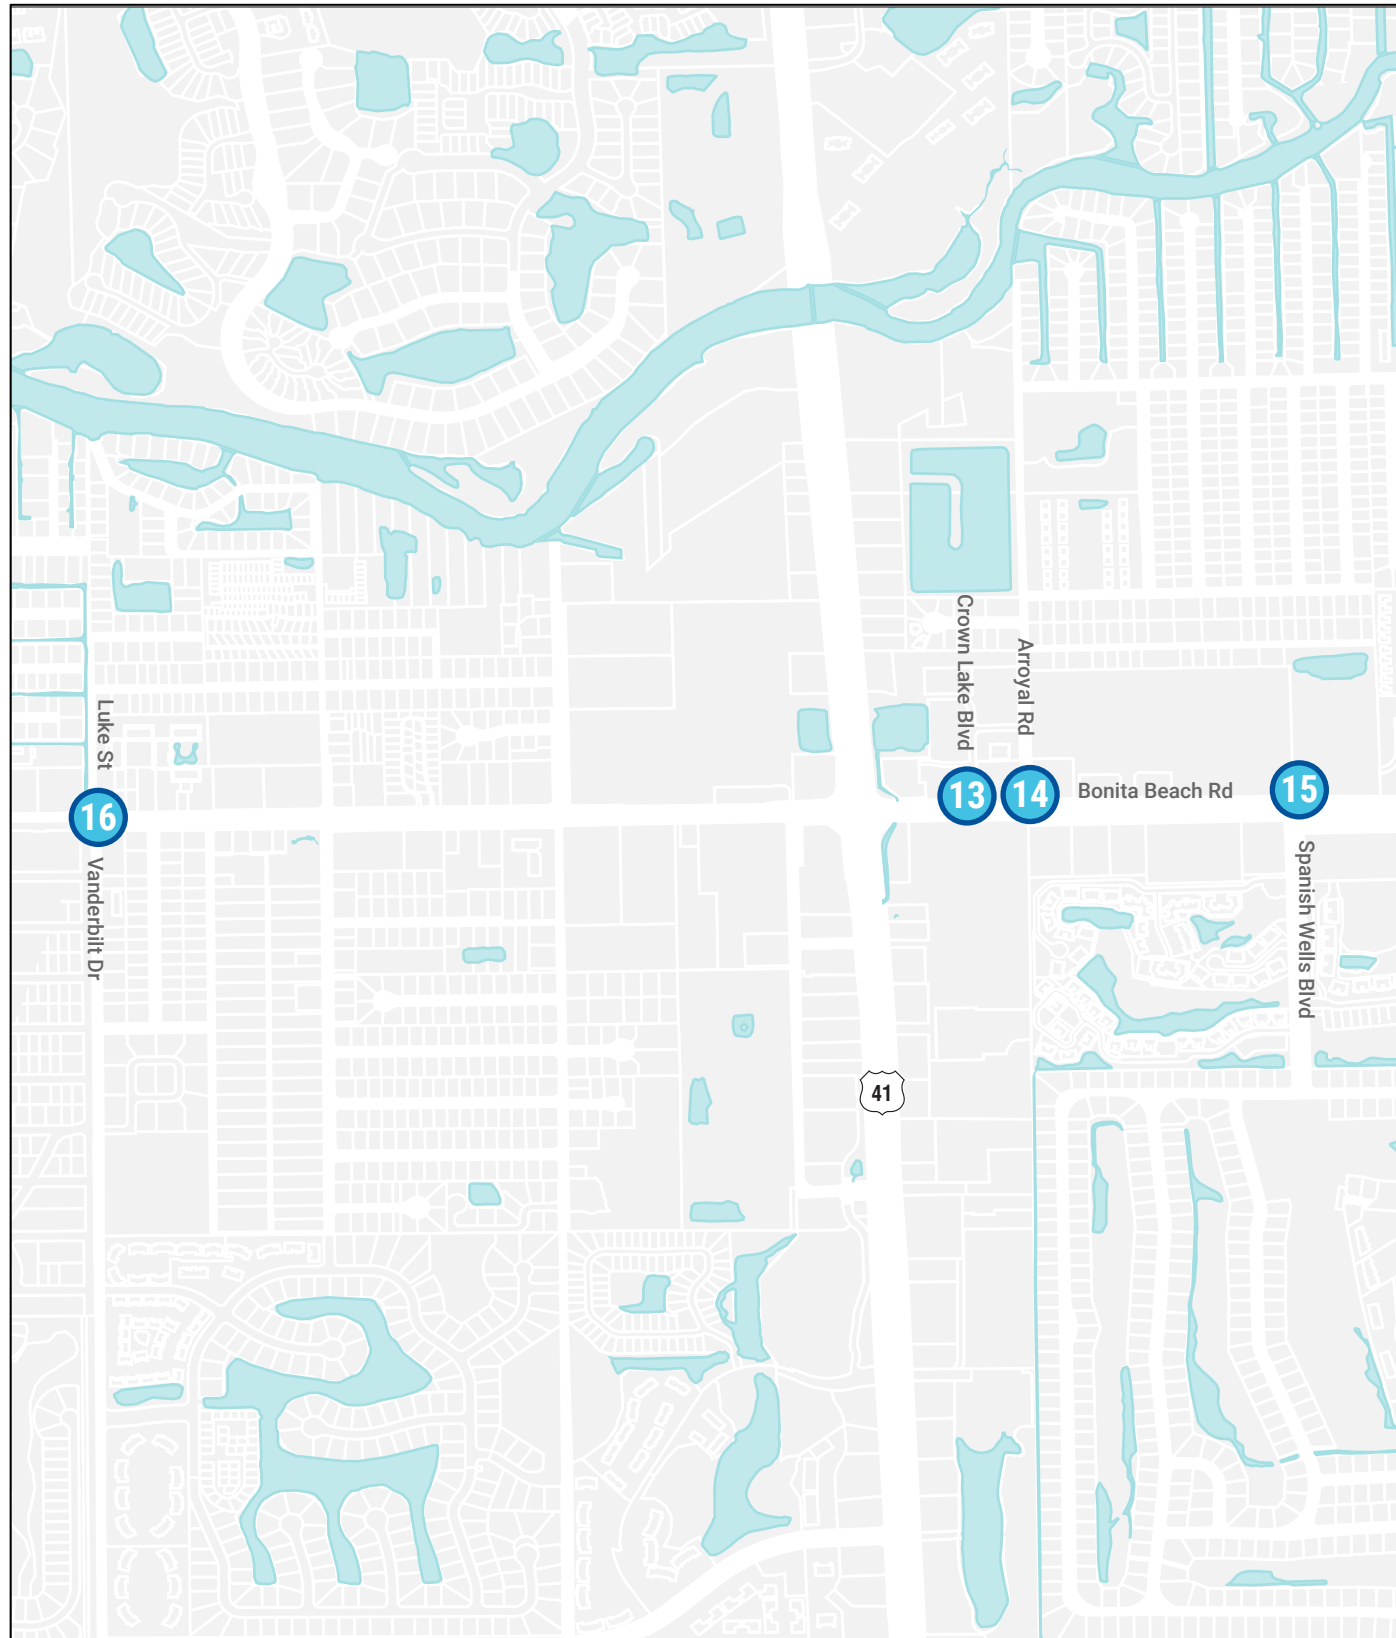 Crown Lake Blvd
Arroyal Rd
Luke St
13
14
Bonita Beach Rd
15
16
Vanderbilt Dr
Spanish Wells Blvd
41